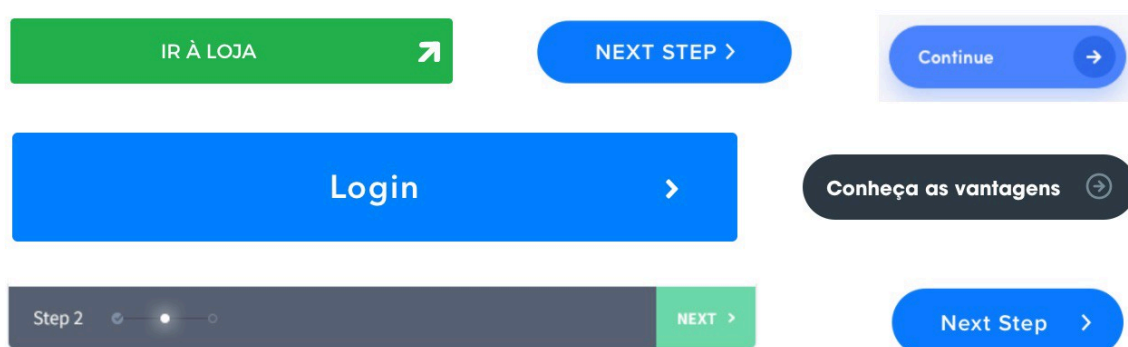 IR À LOJA
NEXT STEP
Continue
Login
Conheça as vantagens
Step 2
NEXT
Next Step